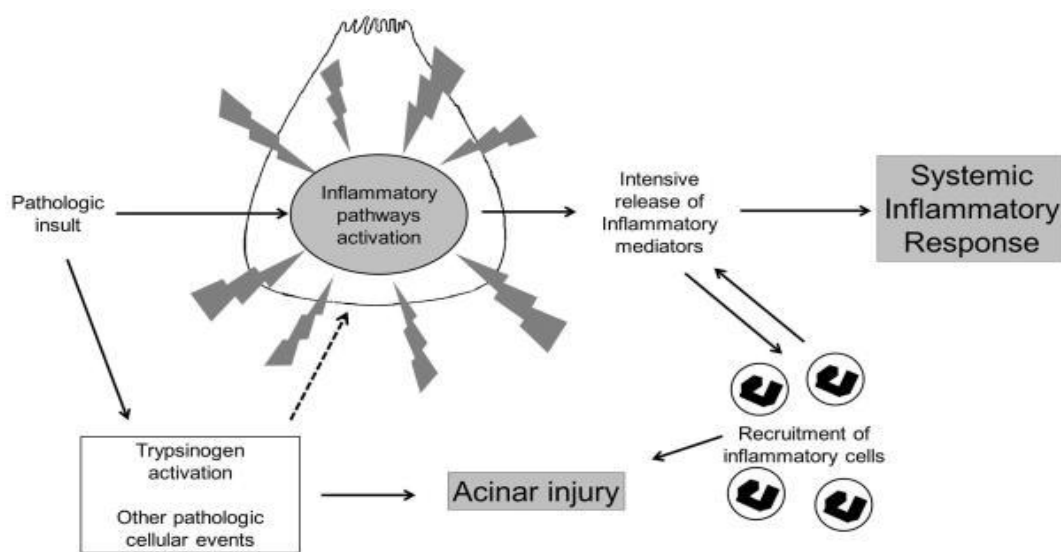 Pathologic
insult
Inflammatory
pathways
activation
Intensive
release of
Inflammatory
mediators
Systemic
Inflammatory
Response
Trypsinogen
activation
Other pathologic
cellular events
Acinar injury
Recruitment of
inflammatory cells